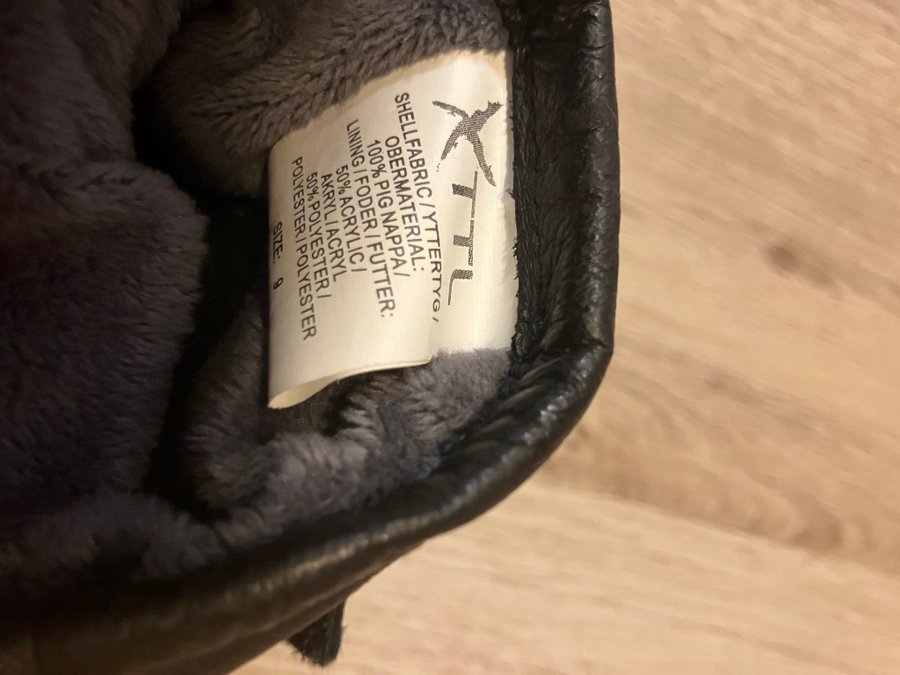 TTL
SHELLFABRIC / YTTERTYG,
OBERMATERIAL:
100% PIG NAPPA /
LINING / FODER / FUTTER:
50% ACRYLIC /
AKRYL / ACRYL
50% POLYESTER /
POLYESTER / POLYESTER
SIZE: 9